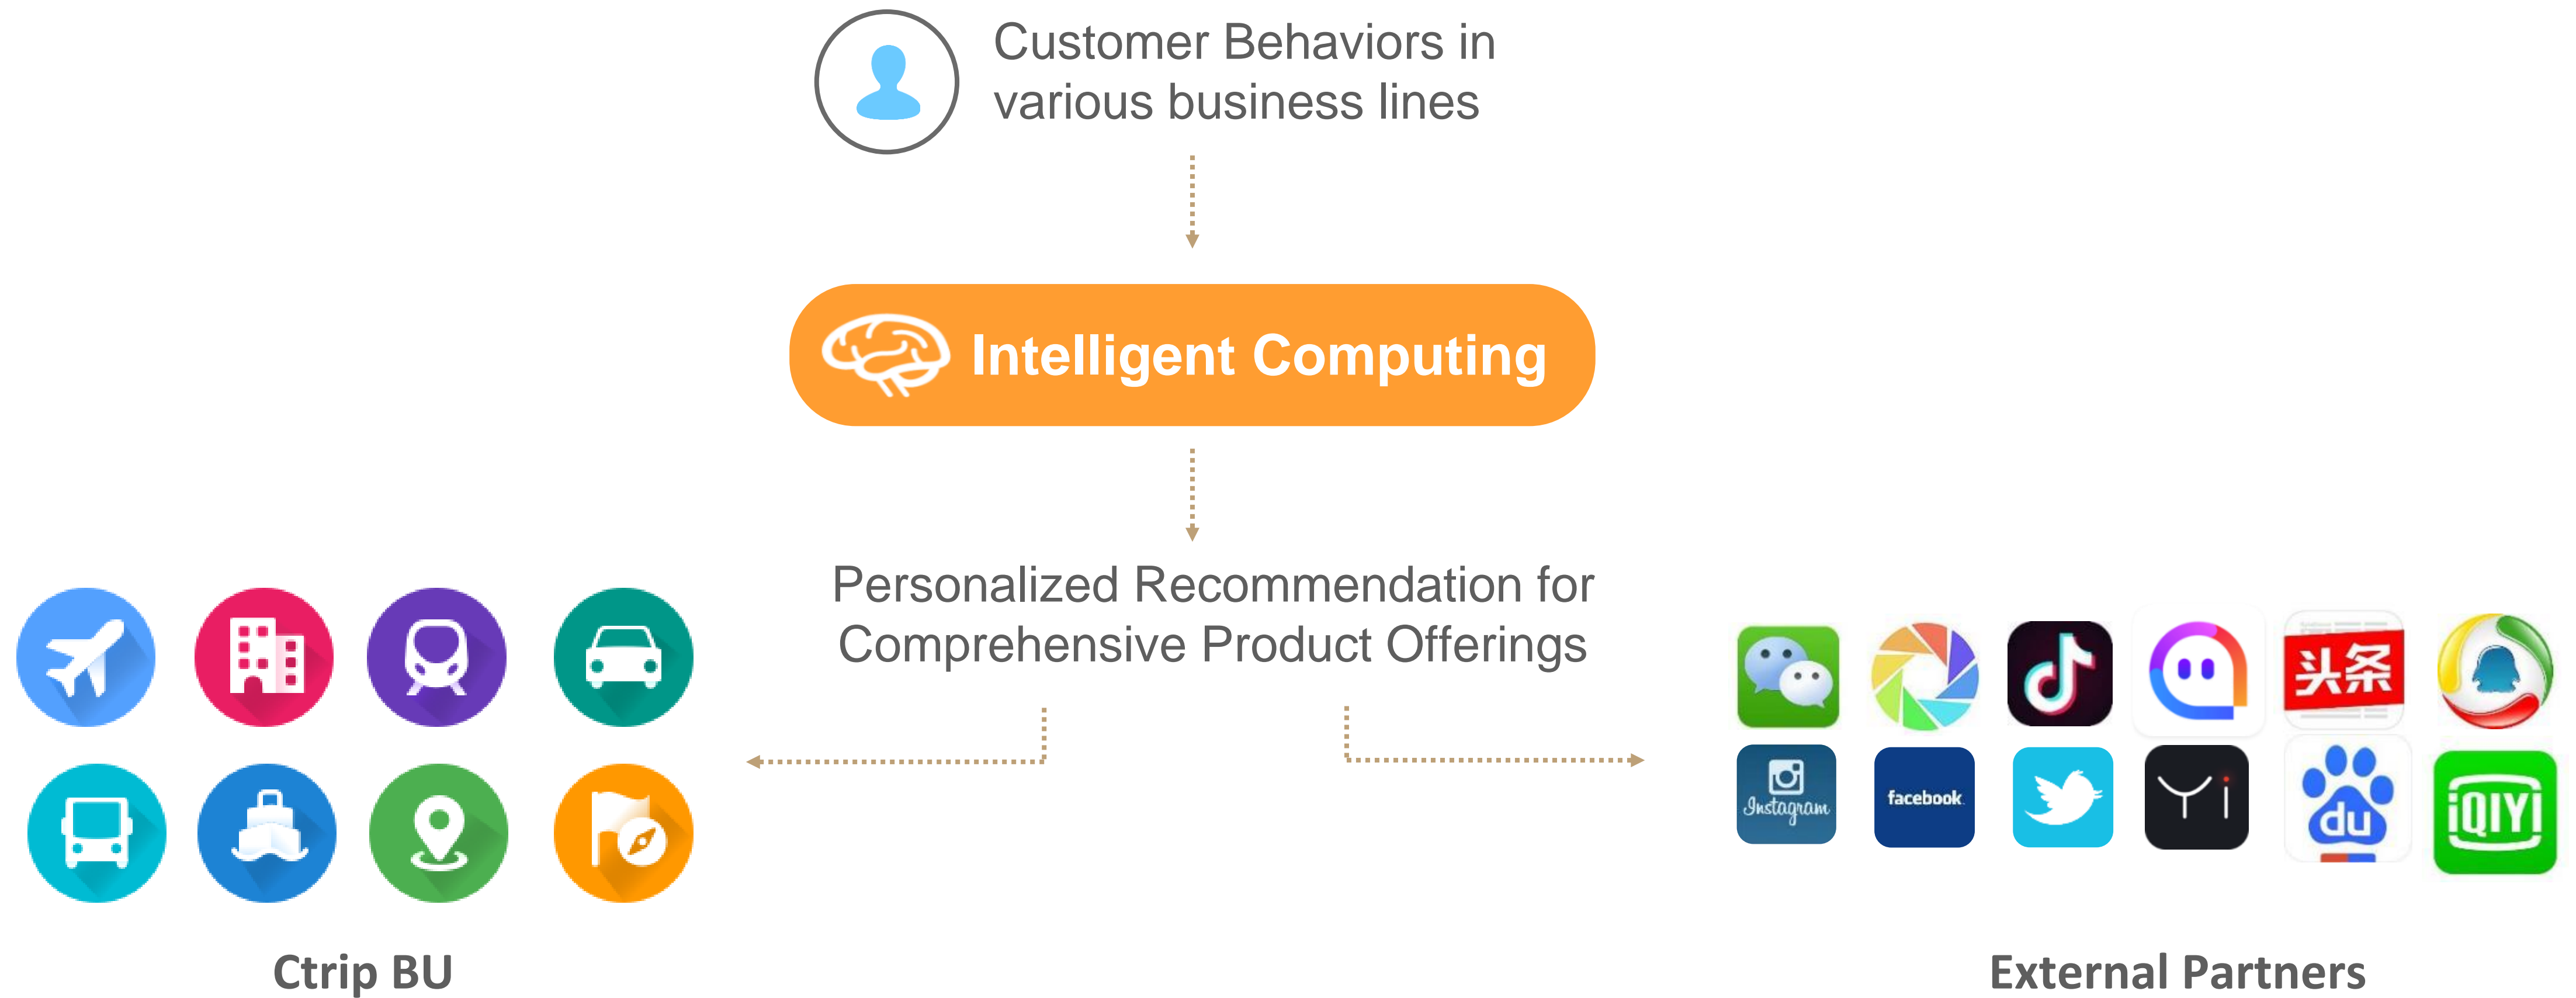 Customer Behaviors in
various business lines
Intelligent Computing
Personalized Recommendation for
Comprehensive Product Offerings
头条
Instagram
facebook
Yi
du
iQIYI
Ctrip BU
External Partners